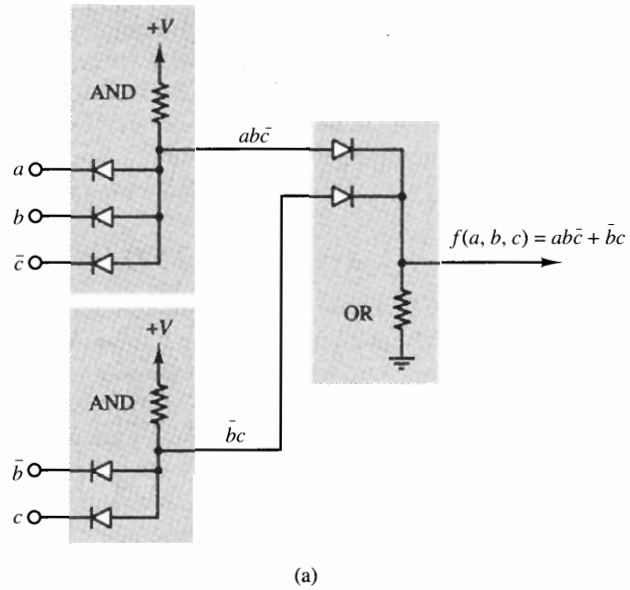 +V
AND
ab𝑐̄
a
b
c̄
f(a, b, c) = abc̄ + b̄c
OR
+V
AND
b̄c
b̄
c
(a)